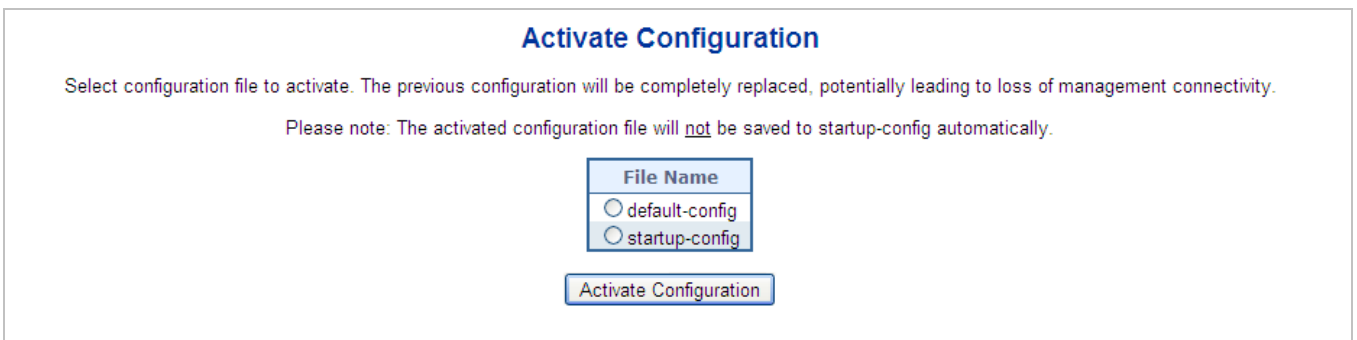 Activate Configuration
Select configuration file to activate. The previous configuration will be completely replaced, potentially leading to loss of management connectivity.
Please note: The activated configuration file will not be saved to startup-config automatically.
File Name
default-config
startup-config
Activate Configuration